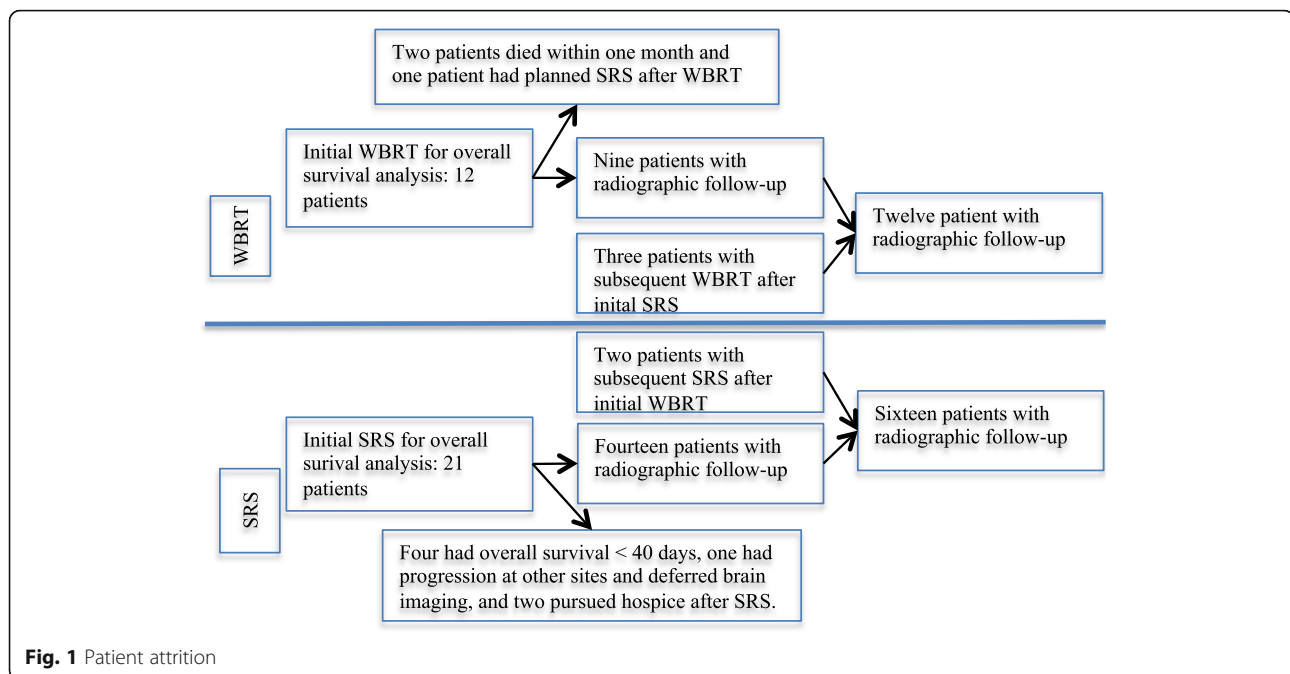 Two patients died within one month and
one patient had planned SRS after WBRT
Initial WBRT for overall
survival analysis: 12
patients
Nine patients with
radiographic follow-up
Twelve patient with
radiographic follow-up
Three patients with
subsequent WBRT after
inital SRS
WBRT
Two patients with
subsequent SRS after
initial WBRT
Initial SRS for overall
surival analysis: 21
patients
Fourteen patients with
radiographic follow-up
Sixteen patients with
radiographic follow-up
SRS
Four had overall survival < 40 days, one had
progression at other sites and deferred brain
imaging, and two pursued hospice after SRS.
Fig. 1 Patient attrition